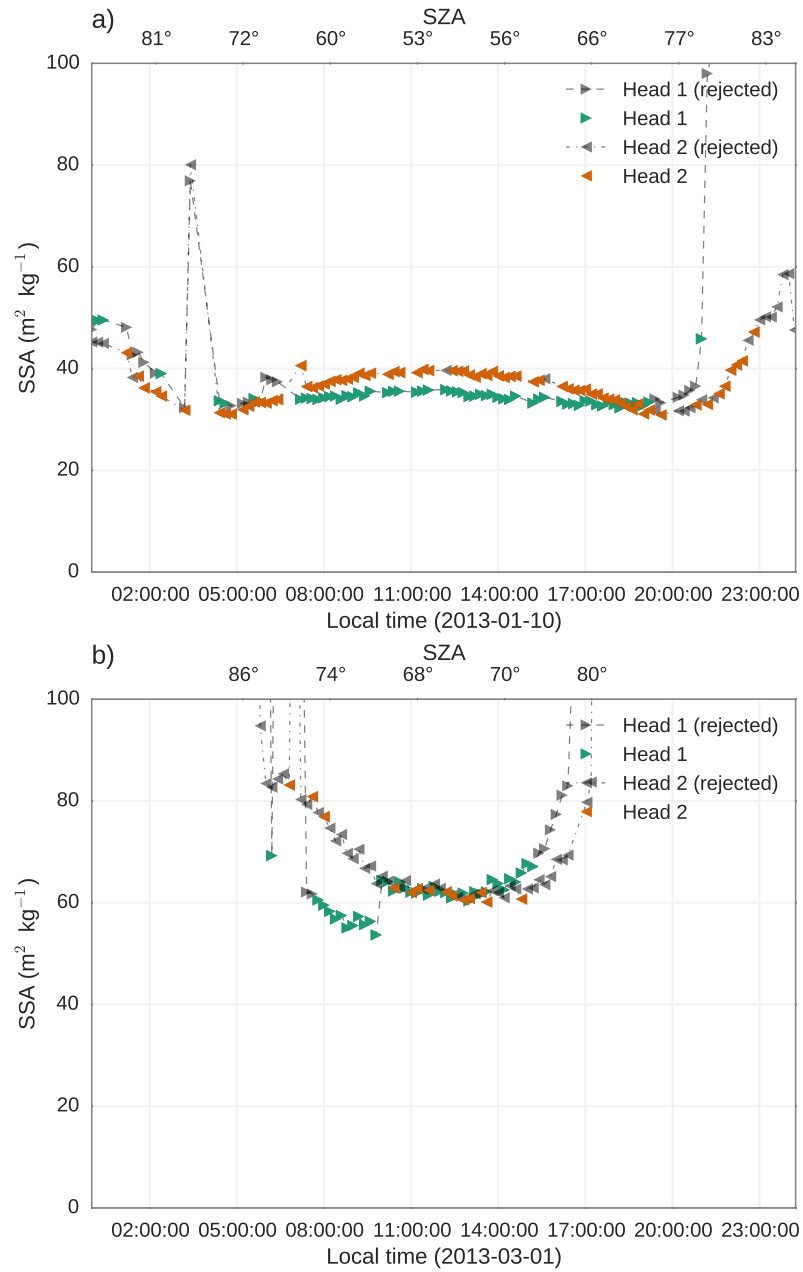 a)
SZA
81° 72° 60° 53° 56° 66° 77° 83°
100
80
60
40
20
0
SSA (m² kg⁻¹)
Head 1 (rejected)
Head 1
Head 2 (rejected)
Head 2
02:00:00 05:00:00 08:00:00 11:00:00 14:00:00 17:00:00 20:00:00 23:00:00
Local time (2013-01-10)
b)
SZA
86° 74° 68° 70° 80°
100
80
60
40
20
0
SSA (m² kg⁻¹)
Head 1 (rejected)
Head 1
Head 2 (rejected)
Head 2
02:00:00 05:00:00 08:00:00 11:00:00 14:00:00 17:00:00 20:00:00 23:00:00
Local time (2013-03-01)